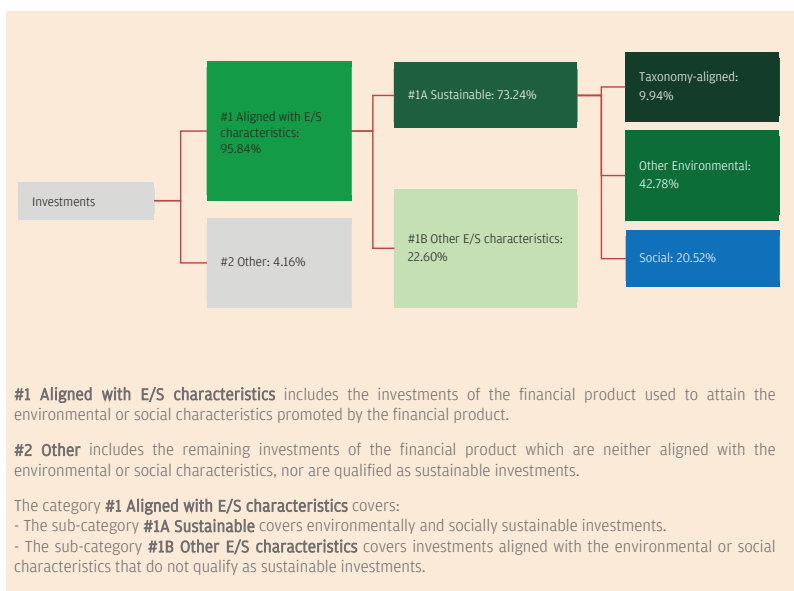 Investments
#1 Aligned with E/S
characteristics:
95.84%
#2 Other: 4.16%
#1A Sustainable: 73.24%
#1B Other E/S characteristics:
22.60%
Taxonomy-aligned:
9.94%
Other Environmental:
42.78%
Social: 20.52%
#1 Aligned with E/S characteristics includes the investments of the financial product used to attain the
environmental or social characteristics promoted by the financial product.
#2 Other includes the remaining investments of the financial product which are neither aligned with the
environmental or social characteristics, nor are qualified as sustainable investments.
The category #1 Aligned with E/S characteristics covers:
- The sub-category #1A Sustainable covers environmentally and socially sustainable investments.
- The sub-category #1B Other E/S characteristics covers investments aligned with the environmental or social
characteristics that do not qualify as sustainable investments.